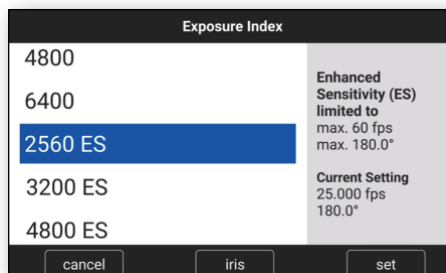 Exposure Index
4800
6400
2560 ES
3200 ES
4800 ES
Enhanced
Sensitivity (ES)
limited to
max. 60 fps
max. 180.0°
Current Setting
25.000 fps
180.0°
cancel
iris
set